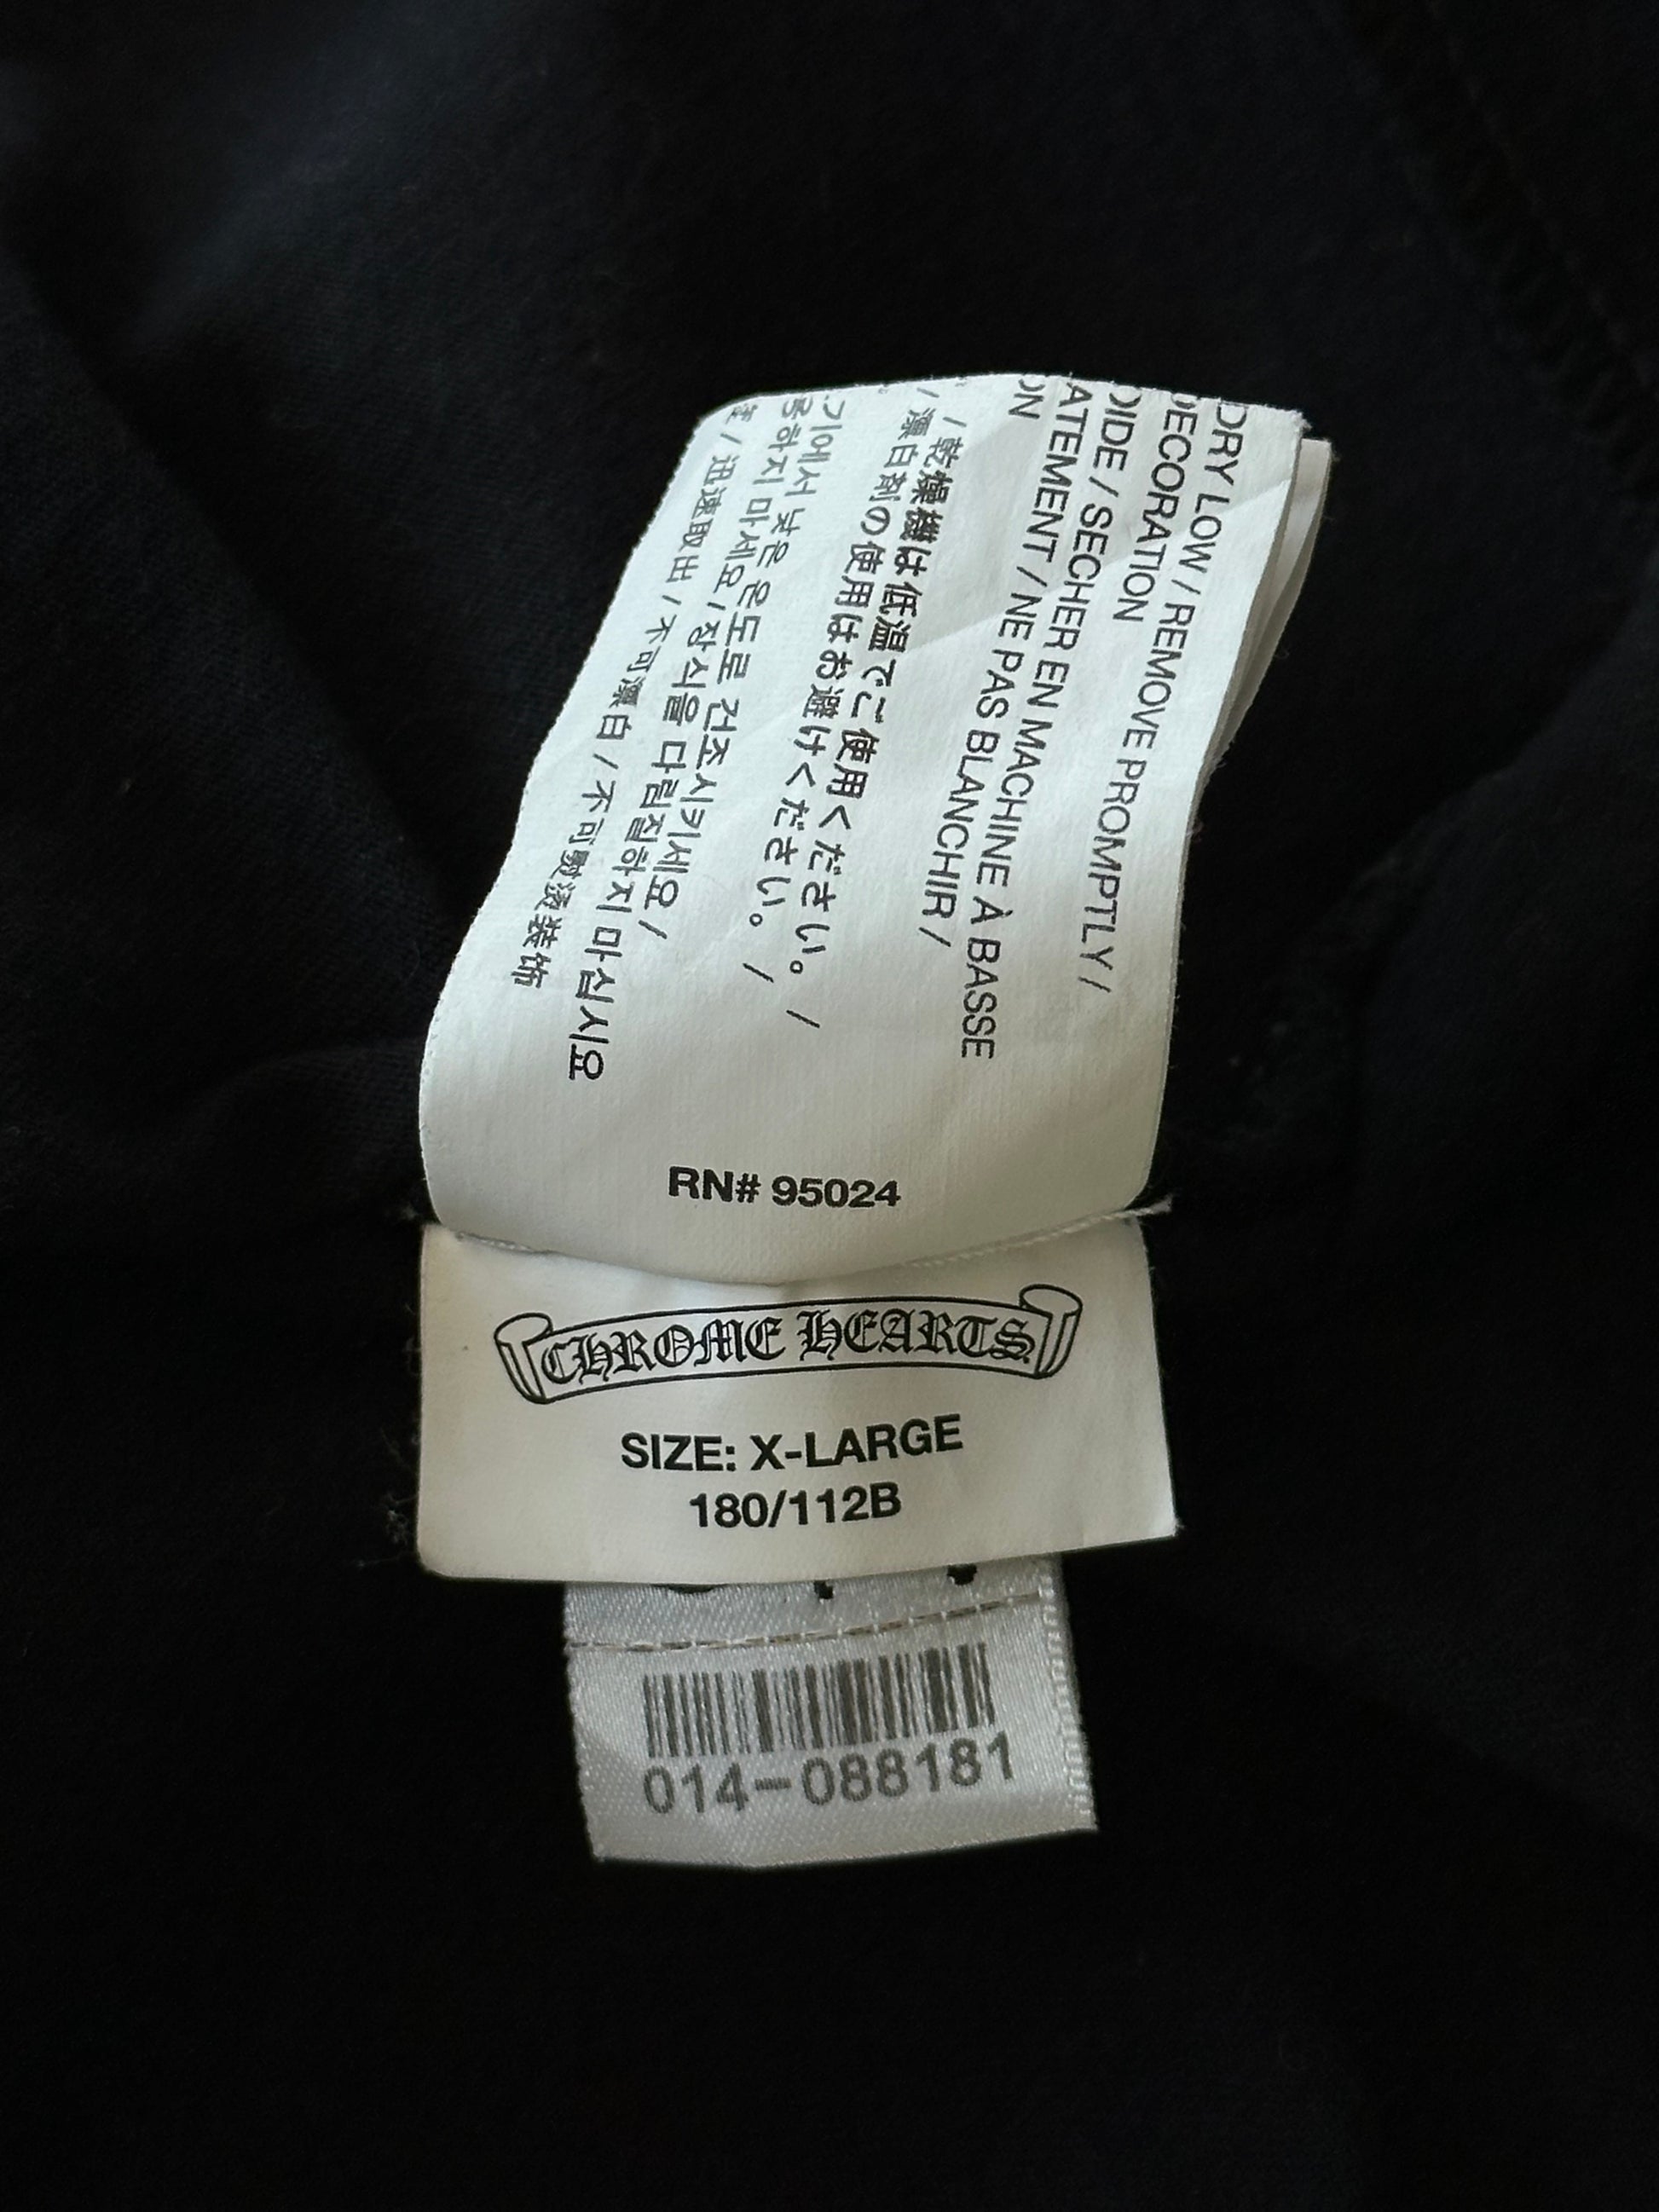 DRY LOW / REMOVE PROMPTLY /
DECORATION
OIDE / SECHER EN MACHINE À BASSE
ATEMENT / NE PAS BLANCHIR /
ON
/ 乾燥機は低温でご使用ください。 /
/ 漂白剤の使用はお避けください。 /
기에서 낮은 온도로 건조시키세요 /
용하지 마세요 / 장식을 다림질하지 마십시요
/ 迅速取出 / 不可漂白 / 不可熨烫装饰
RN# 95024
CHROME HEARTS
SIZE: X-LARGE
180/112B
014-088181